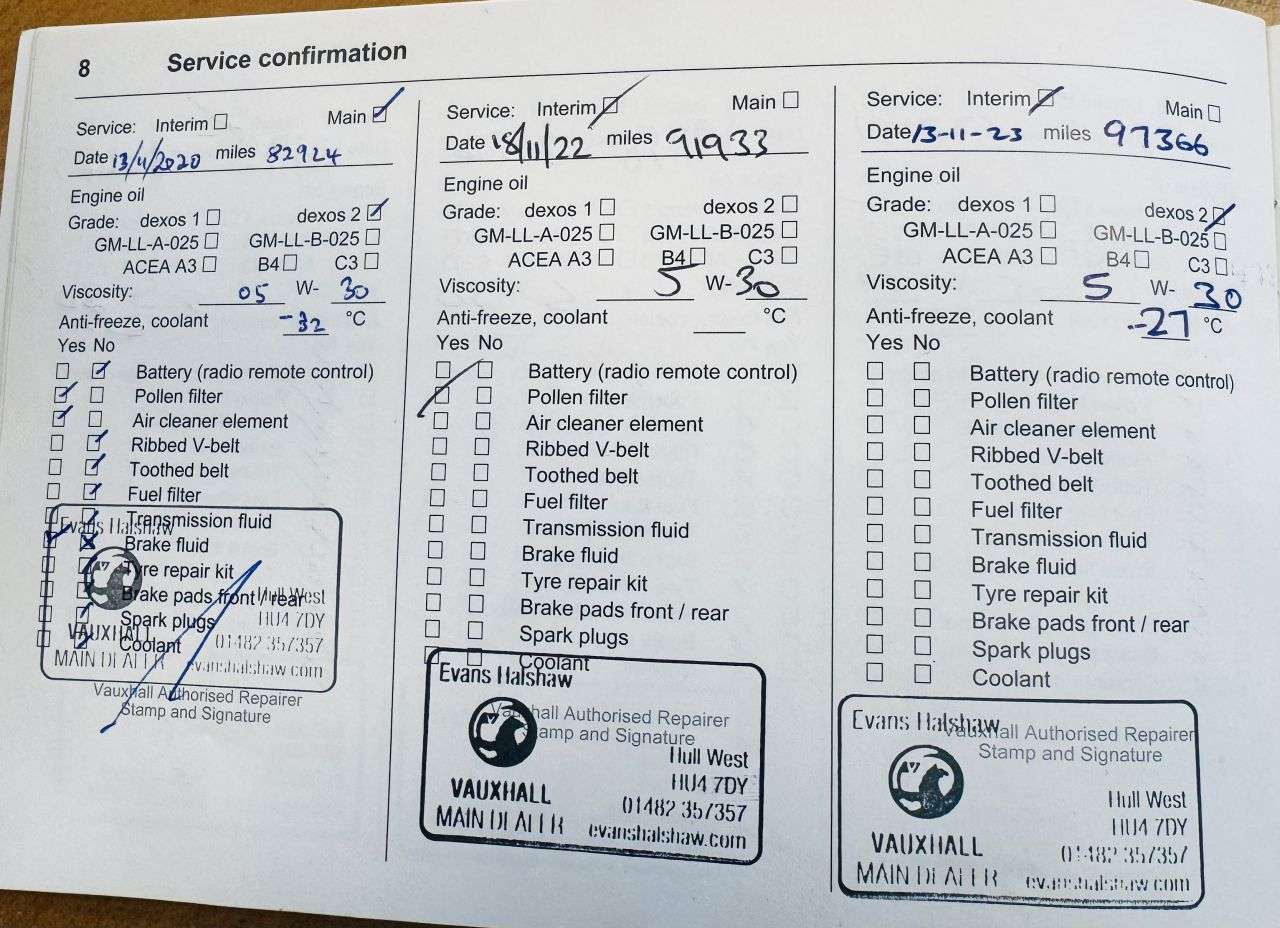 8 Service confirmation
Service: Interim Main
Date 13/11/2020 miles 82924
Engine oil
Grade: dexos 1 dexos 2
GM-LL-A-025 GM-LL-B-025
ACEA A3 B4 C3
Viscosity: 05 W- 30
Anti-freeze, coolant -32 °C
Yes No
Battery (radio remote control)
Pollen filter
Air cleaner element
Ribbed V-belt
Toothed belt
Fuel filter
Transmission fluid
Brake fluid
Tyre repair kit
Brake pads front / rear
Spark plugs
Coolant
Evans Halshaw
Hull West
HU4 7DY
VAUXHALL 01482 357357
MAIN DEALER evanshalshaw.com
Vauxhall Authorised Repairer
Stamp and Signature
Service: Interim Main
Date 18/11/22 miles 91933
Engine oil
Grade: dexos 1 dexos 2
GM-LL-A-025 GM-LL-B-025
ACEA A3 B4 C3
Viscosity: 5 W- 30
Anti-freeze, coolant °C
Yes No
Battery (radio remote control)
Pollen filter
Air cleaner element
Ribbed V-belt
Toothed belt
Fuel filter
Transmission fluid
Brake fluid
Tyre repair kit
Brake pads front / rear
Spark plugs
Coolant
Evans Halshaw
Vauxhall Authorised Repairer
Stamp and Signature
Hull West
HU4 7DY
VAUXHALL 01482 357357
MAIN DEALER evanshalshaw.com
Service: Interim Main
Date 13-11-23 miles 97366
Engine oil
Grade: dexos 1 dexos 2
GM-LL-A-025 GM-LL-B-025
ACEA A3 B4 C3
Viscosity: 5 W- 30
Anti-freeze, coolant -27 °C
Yes No
Battery (radio remote control)
Pollen filter
Air cleaner element
Ribbed V-belt
Toothed belt
Fuel filter
Transmission fluid
Brake fluid
Tyre repair kit
Brake pads front / rear
Spark plugs
Coolant
Evans Halshaw
Vauxhall Authorised Repairer
Stamp and Signature
Hull West
HU4 7DY
VAUXHALL 01482 357357
MAIN DEALER evanshalshaw.com